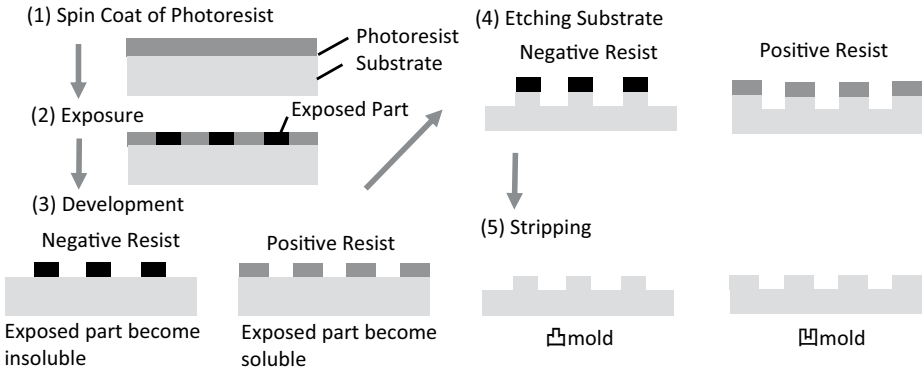 (1) Spin Coat of Photoresist
Photoresist
Substrate
(2) Exposure
Exposed Part
(3) Development
Negative Resist
Positive Resist
Exposed part become
insoluble
Exposed part become
soluble
(4) Etching Substrate
Negative Resist
Positive Resist
(5) Stripping
凸mold
凹mold